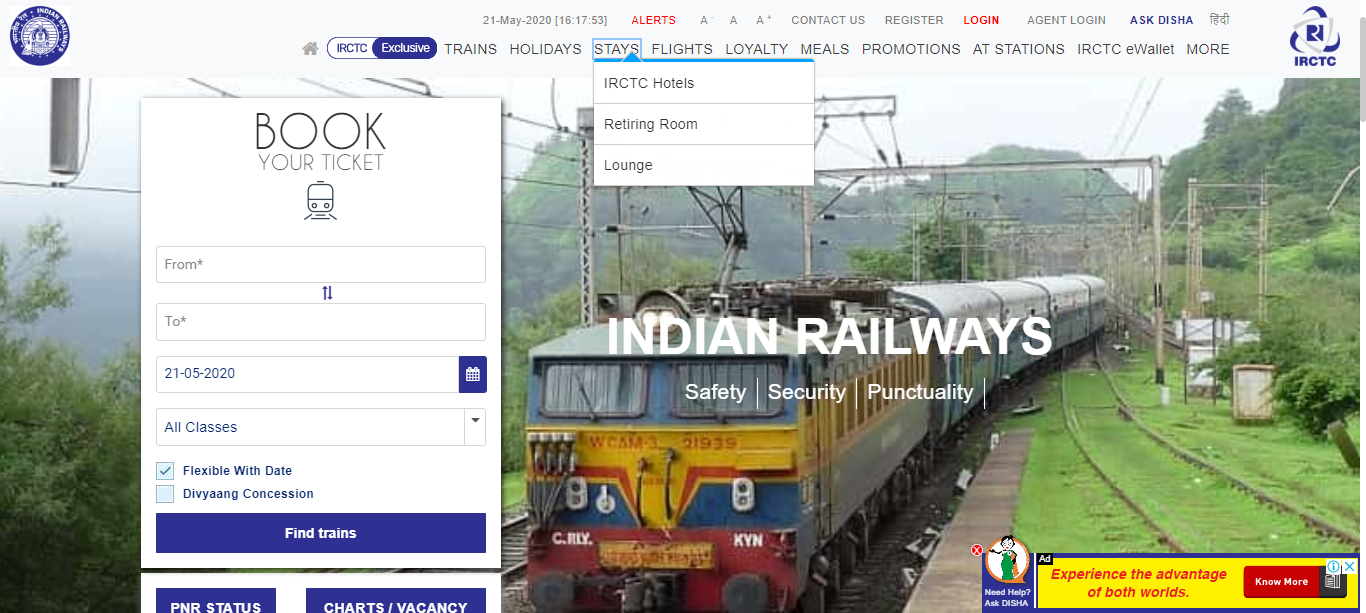 21-May-2020 [16:17:53] ALERTS A- A A+ CONTACT US REGISTER LOGIN AGENT LOGIN ASK DISHA हिंदी
IRCTC Exclusive TRAINS HOLIDAYS STAYS FLIGHTS LOYALTY MEALS PROMOTIONS AT STATIONS IRCTC eWallet MORE
INDIAN RAILWAYS
IRCTC
IRCTC Hotels
Retiring Room
Lounge
BOOK
YOUR TICKET
From*
To*
21-05-2020
All Classes
Flexible With Date
Divyaang Concession
Find trains
PNR STATUS CHARTS / VACANCY
INDIAN RAILWAYS
Safety Security Punctuality
WCAM-3 21939
C.RLY. KYN
Need Help?
Ask DISHA
Ad
Experience the advantage
of both worlds.
Know More